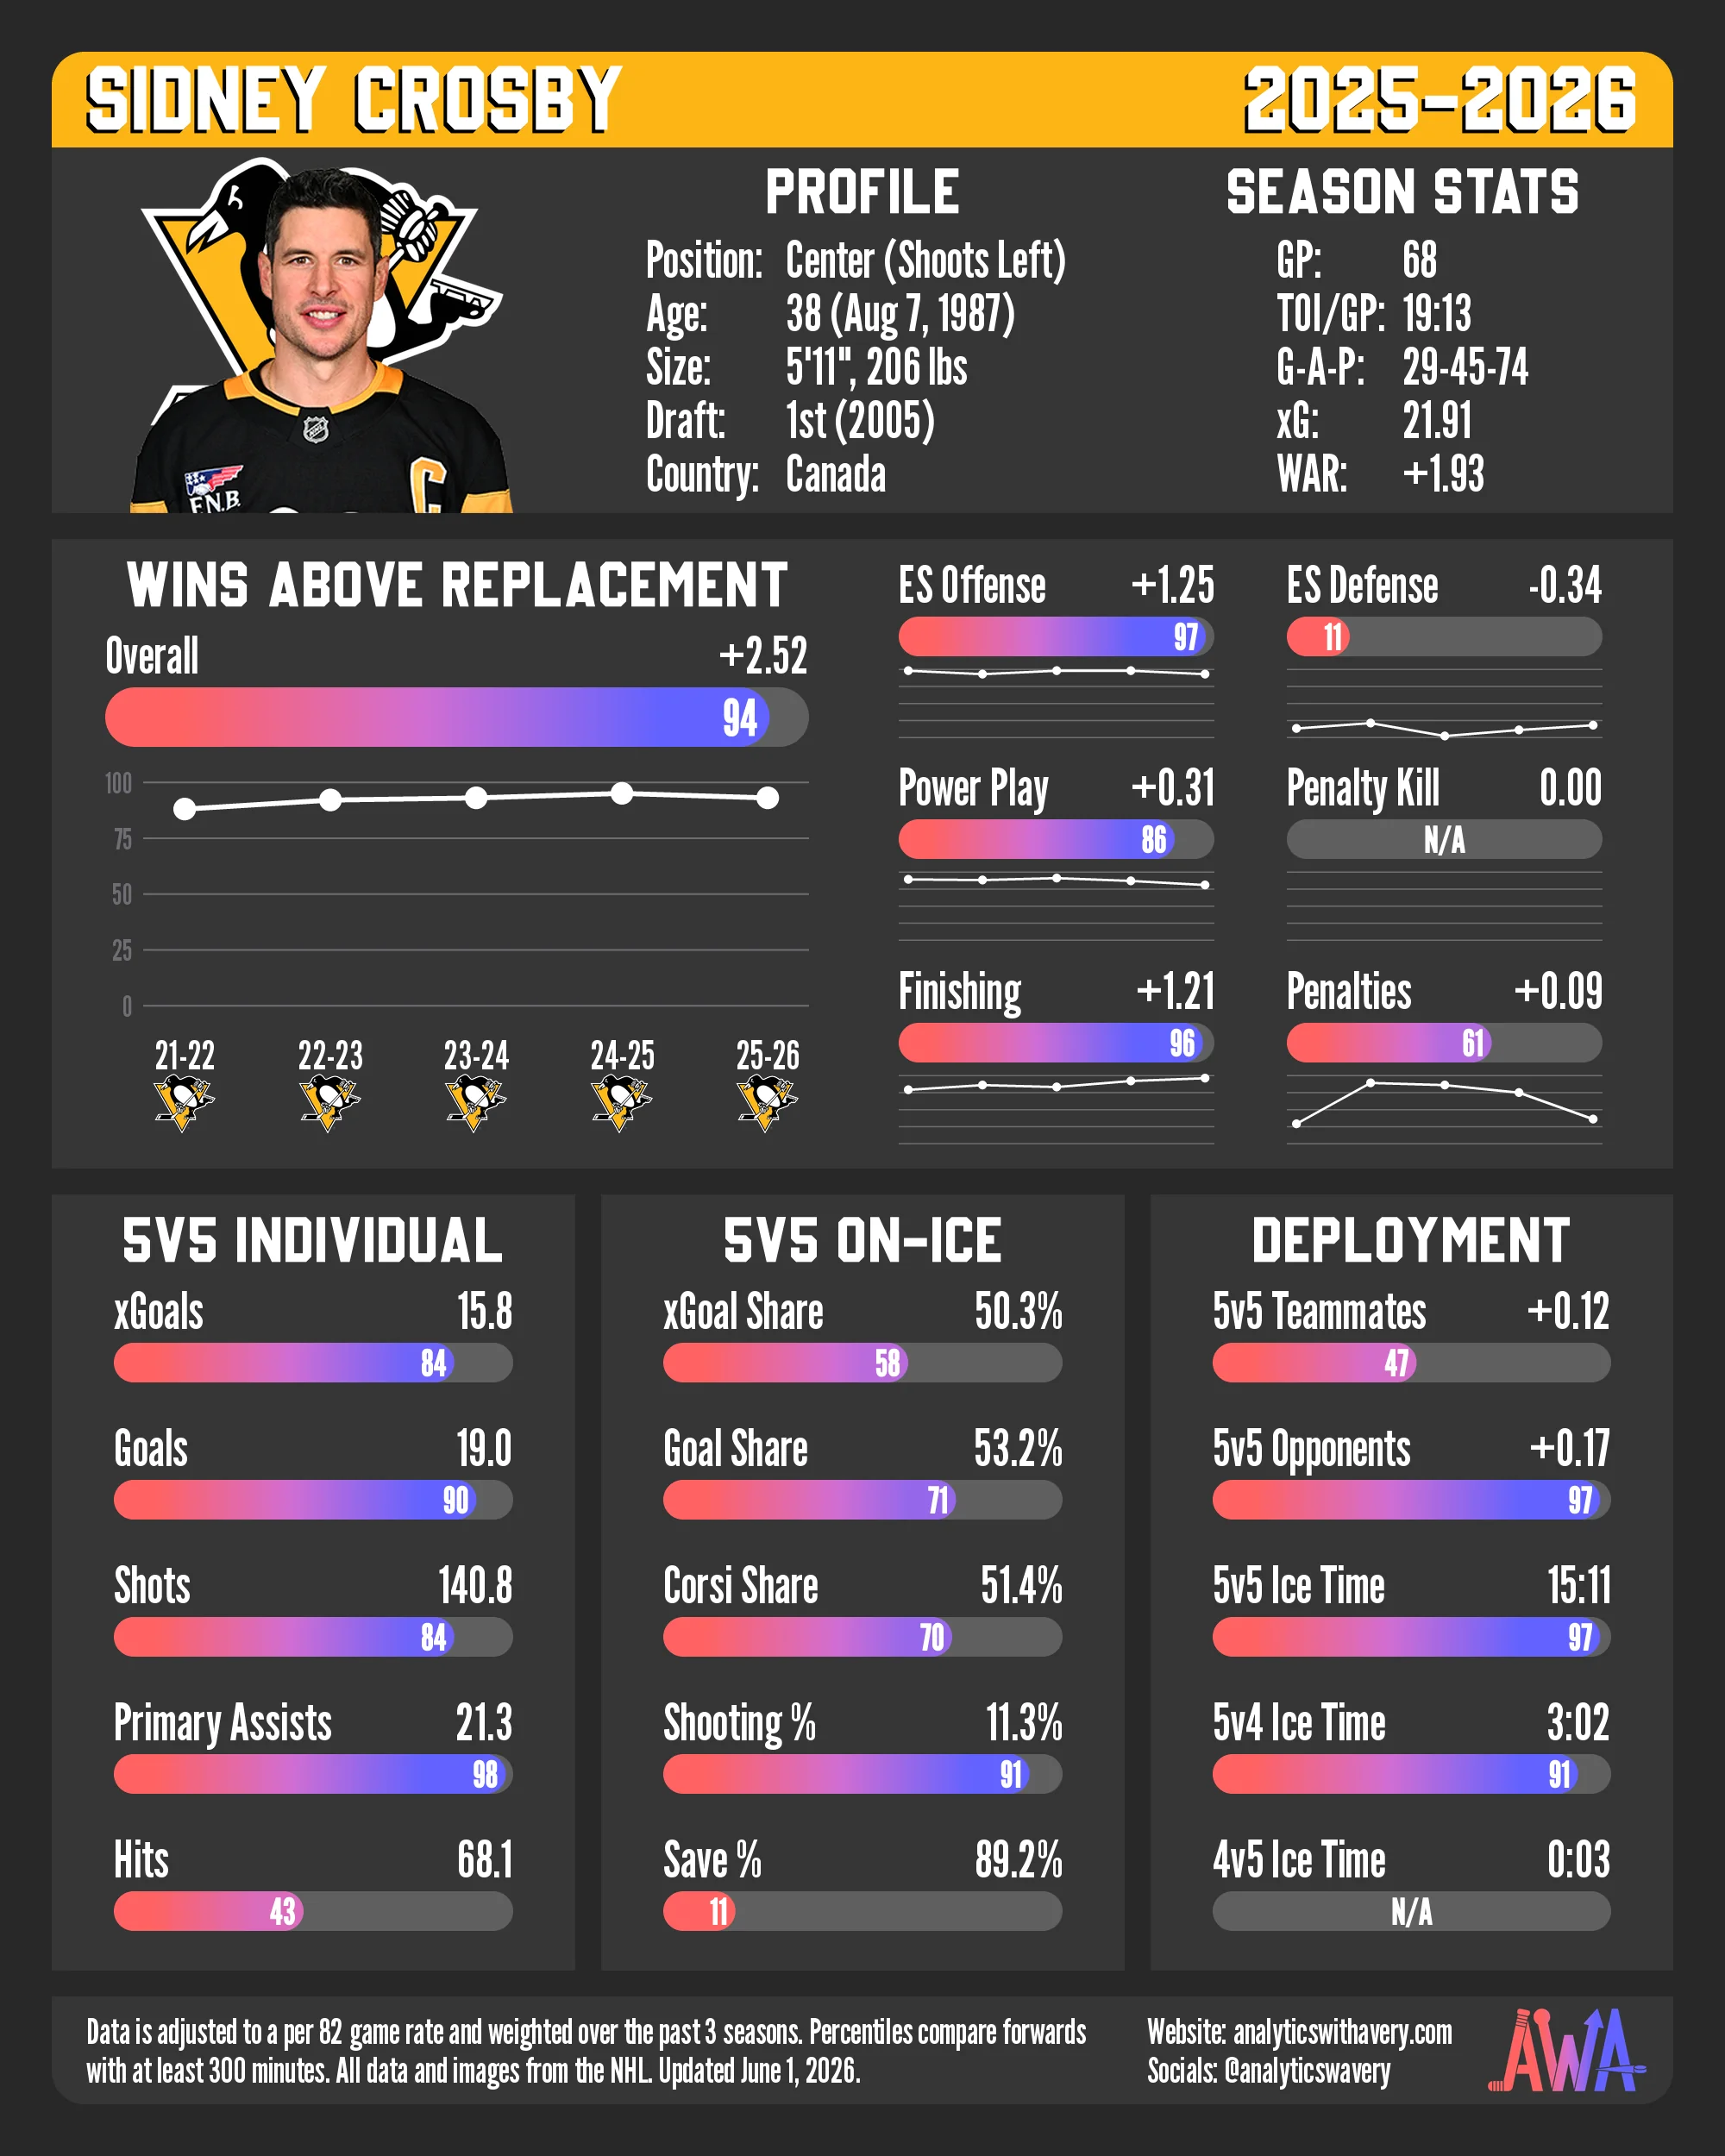 SIDNEY CROSBY
2025-2026
PROFILE
Position: Center (Shoots Left)
Age: 38 (Aug 7, 1987)
Size: 5'11", 206 lbs
Draft: 1st (2005)
Country: Canada
SEASON STATS
GP: 68
TOI/GP: 19:13
G-A-P: 29-45-74
xG: 21.91
WAR: +1.93
F.N.B.
C
NHL
WINS ABOVE REPLACEMENT
Overall +2.52
94
100
75
50
25
0
21-22 22-23 23-24 24-25 25-26
ES Offense +1.25
97
ES Defense -0.34
11
Power Play +0.31
86
Penalty Kill 0.00
N/A
Finishing +1.21
96
Penalties +0.09
61
5V5 INDIVIDUAL
xGoals 15.8
84
Goals 19.0
90
Shots 140.8
84
Primary Assists 21.3
98
Hits 68.1
43
5V5 ON-ICE
xGoal Share 50.3%
58
Goal Share 53.2%
71
Corsi Share 51.4%
70
Shooting % 11.3%
91
Save % 89.2%
11
DEPLOYMENT
5v5 Teammates +0.12
47
5v5 Opponents +0.17
97
5v5 Ice Time 15:11
97
5v4 Ice Time 3:02
91
4v5 Ice Time 0:03
N/A
Data is adjusted to a per 82 game rate and weighted over the past 3 seasons. Percentiles compare forwards
with at least 300 minutes. All data and images from the NHL. Updated June 1, 2026.
Website: analyticswithavery.com
Socials: @analyticswavery
AWA